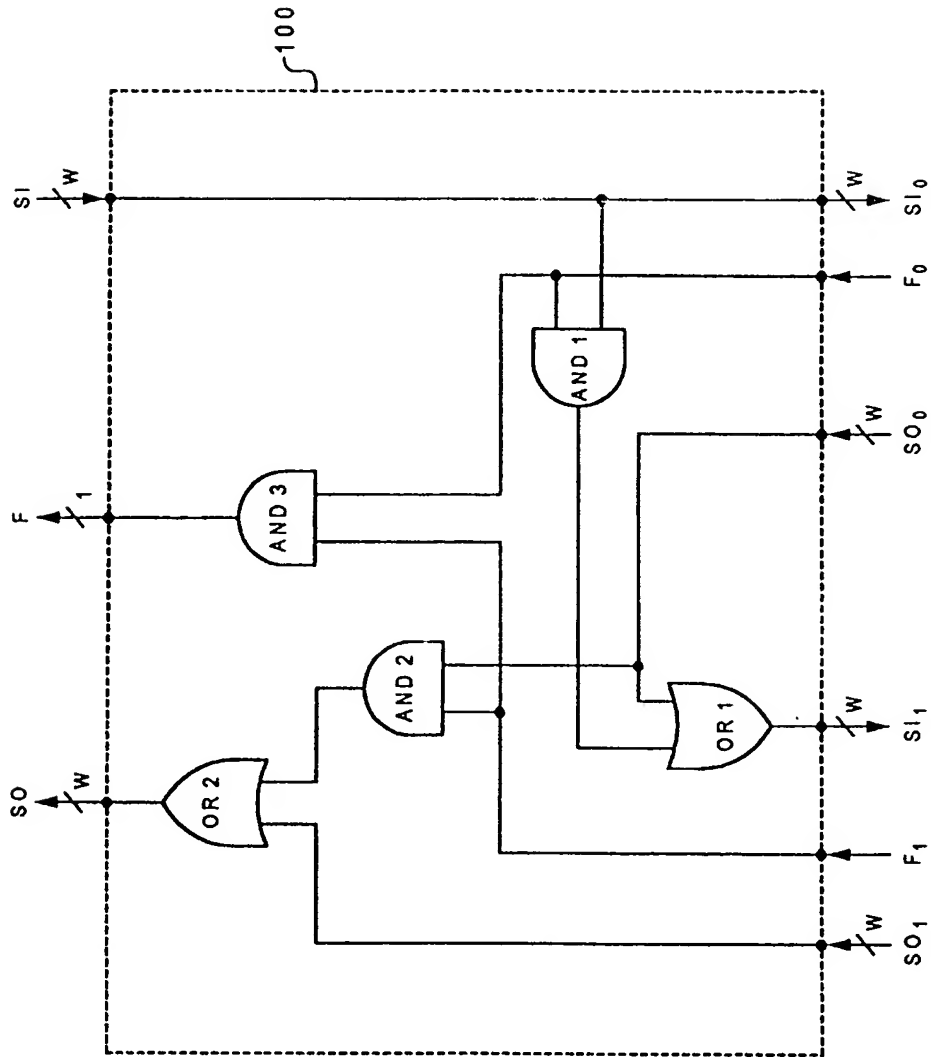 100
SO W
F 1
SI W
OR 2
AND 3
AND 2
AND 1
OR 1
W W W W
SO₁ F₁ SI₁ SO₀ F₀ SI₀